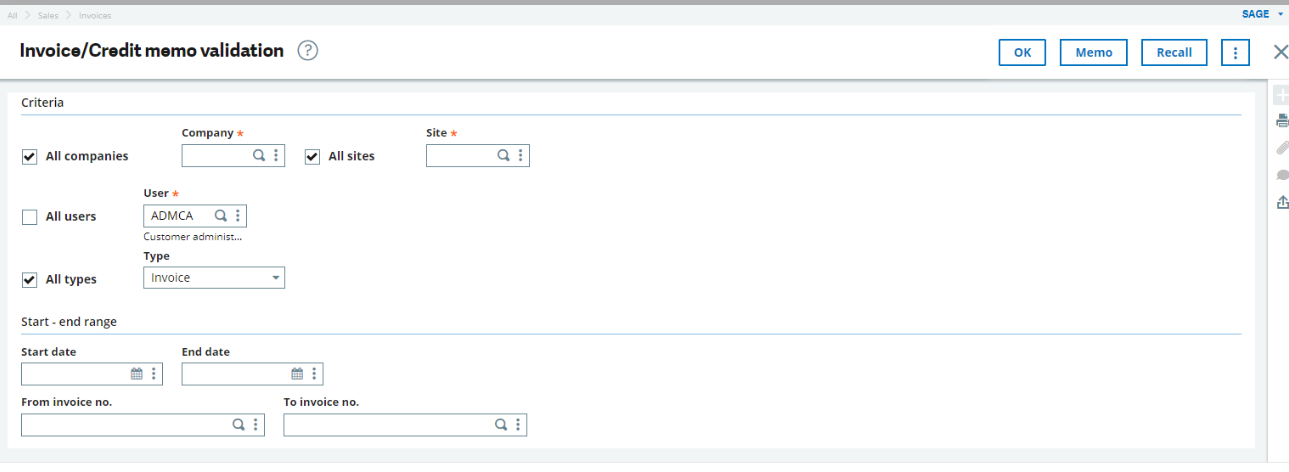 All > Sales > Invoices
SAGE
Invoice/Credit memo validation ?
OK Memo Recall
Criteria
Company * Site *
All companies All sites
User *
All users ADMCA
Customer administ...
Type
All types Invoice
Start - end range
Start date End date
From invoice no. To invoice no.